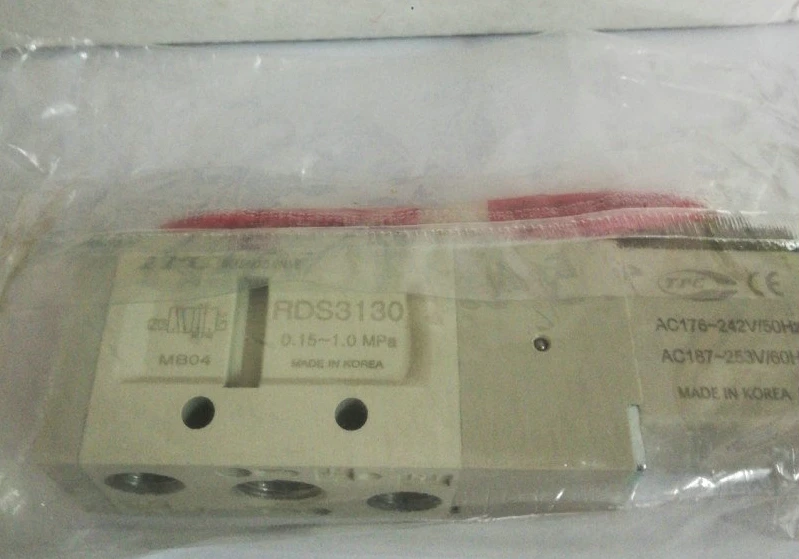 RDS3130
0.15~1.0 MPa
MB04
MADE IN KOREA
TPC CE
AC176~242V/50Hz
AC187~253V/60H
MADE IN KOREA